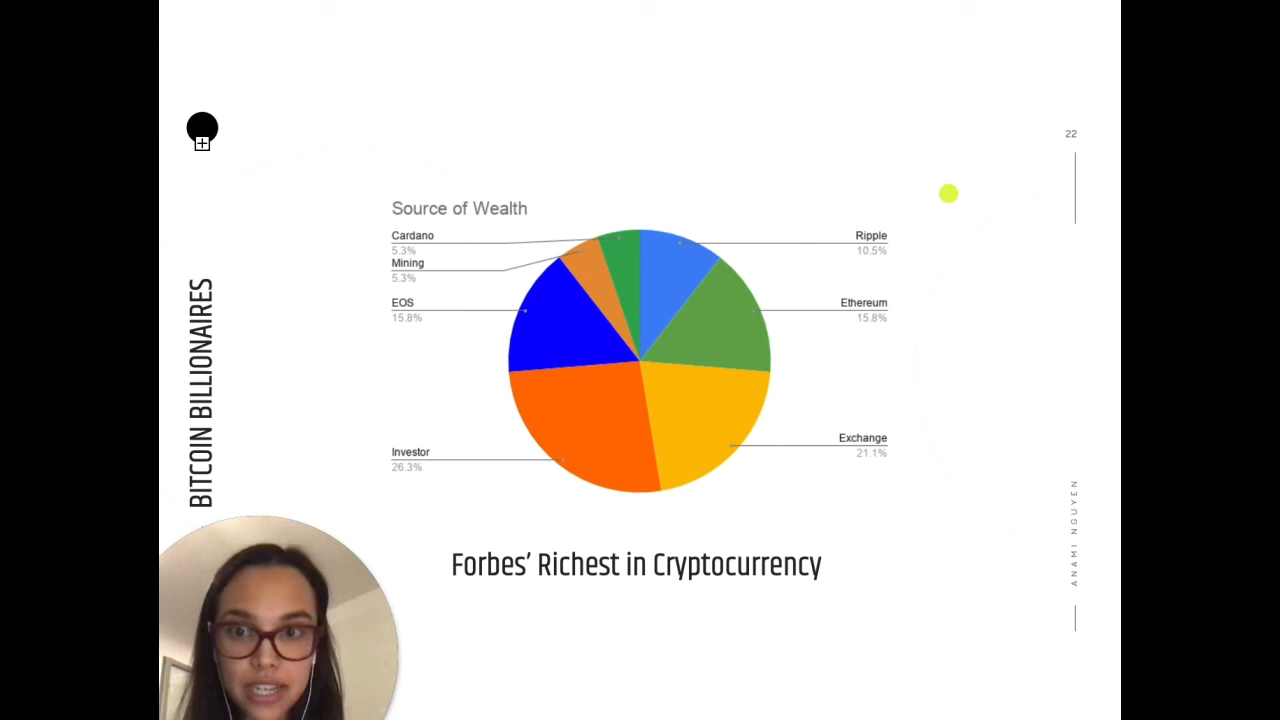 22
Source of Wealth
Cardano
5.3%
Mining
5.3%
EOS
15.8%
Investor
26.3%
Ripple
10.5%
Ethereum
15.8%
Exchange
21.1%
BITCOIN BILLIONAIRES
ANAMI NGUYEN
Forbes’ Richest in Cryptocurrency